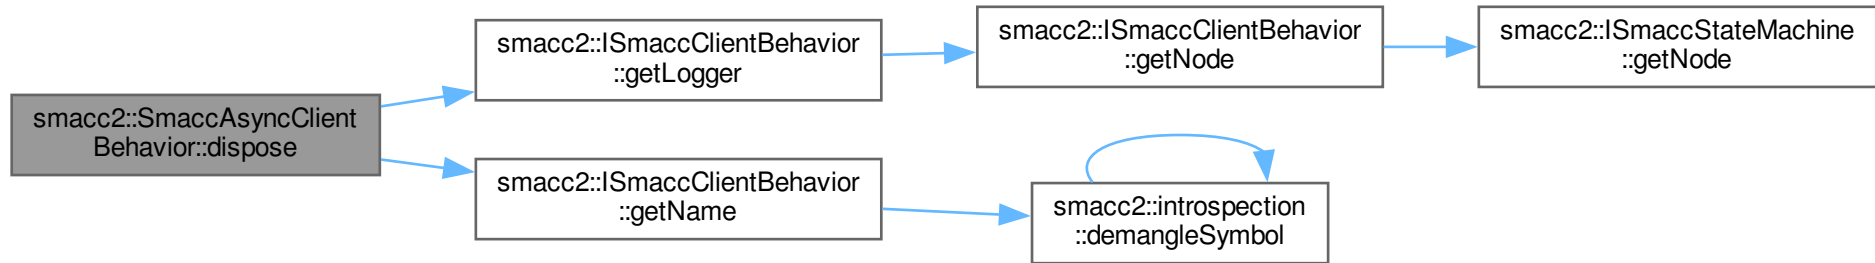 smacc2::SmaccAsyncClient
Behavior::dispose
smacc2::ISmaccClientBehavior
::getLogger
smacc2::ISmaccClientBehavior
::getNode
smacc2::ISmaccStateMachine
::getNode
smacc2::ISmaccClientBehavior
::getName
smacc2::introspection
::demangleSymbol